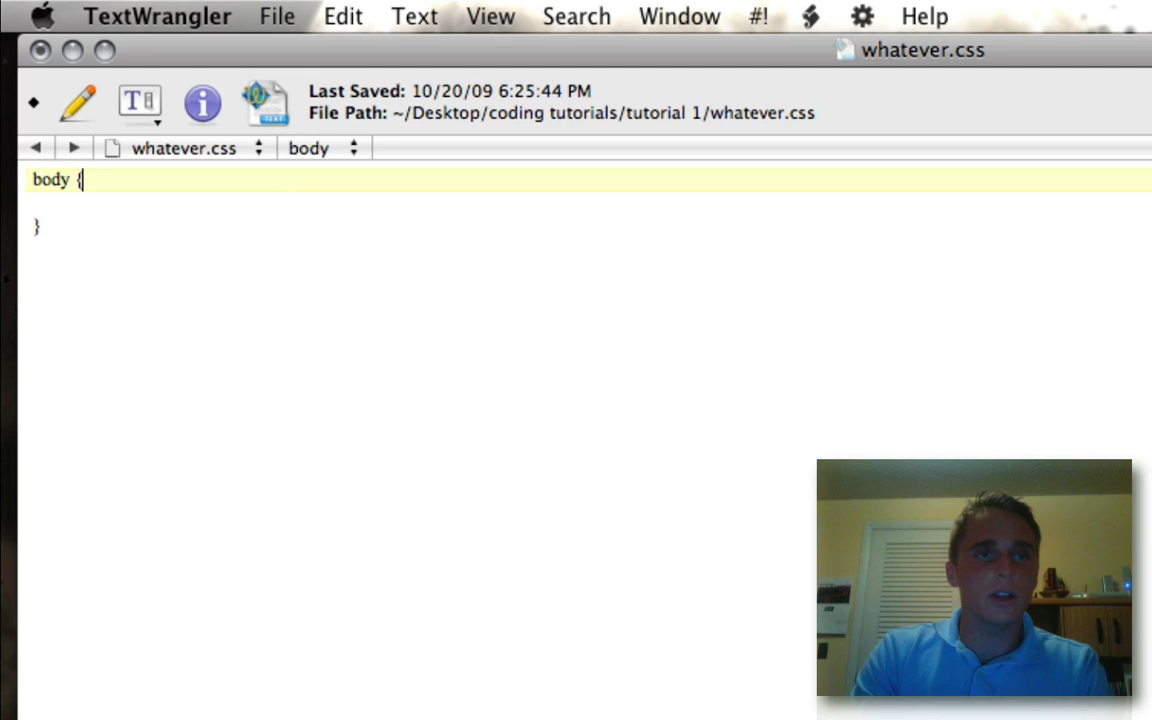 TextWrangler File Edit Text View Search Window #! Help
whatever.css
T
i
TEXT
Last Saved: 10/20/09 6:25:44 PM
File Path: ~/Desktop/coding tutorials/tutorial 1/whatever.css
whatever.css body
body {
}